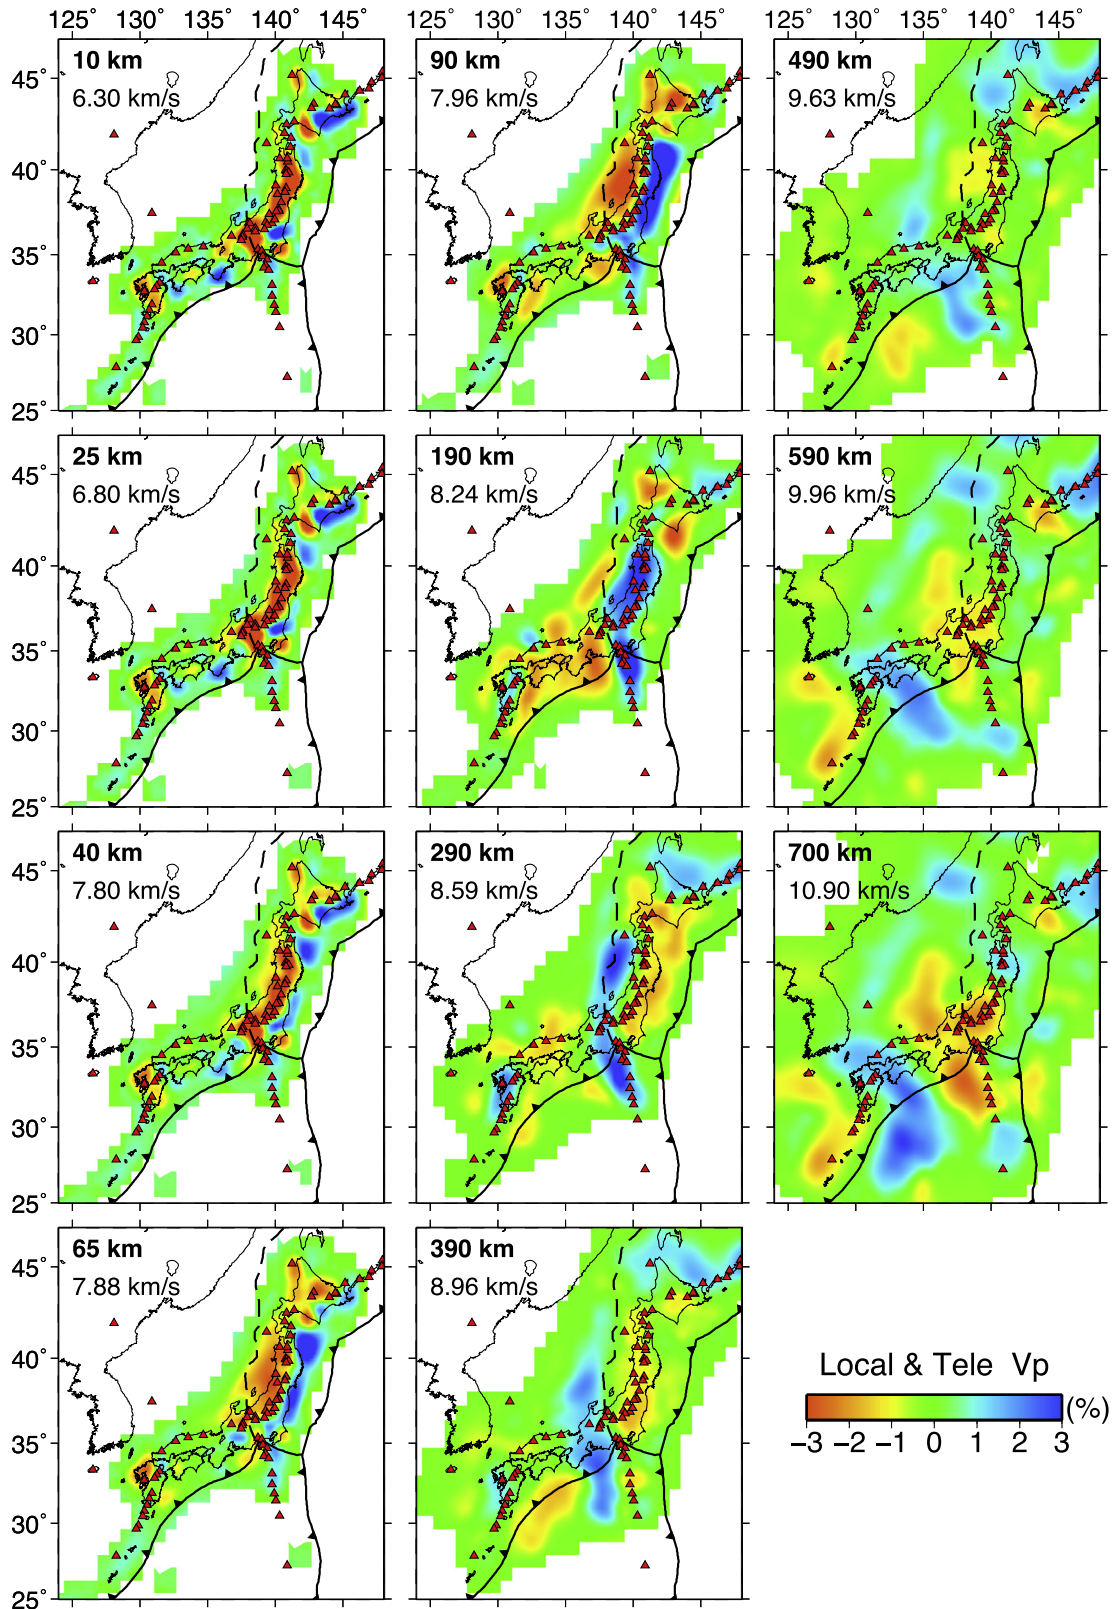 125° 130° 135° 140° 145° 125° 130° 135° 140° 145° 125° 130° 135° 140° 145°
10 km
6.30 km/s
90 km
7.96 km/s
490 km
9.63 km/s
45°
40°
35°
30°
25°
25 km
6.80 km/s
190 km
8.24 km/s
590 km
9.96 km/s
45°
40°
35°
30°
25°
40 km
7.80 km/s
290 km
8.59 km/s
700 km
10.90 km/s
45°
40°
35°
30°
25°
65 km
7.88 km/s
390 km
8.96 km/s
45°
40°
35°
30°
25°
Local & Tele Vp
(%)
−3 −2 −1 0 1 2 3